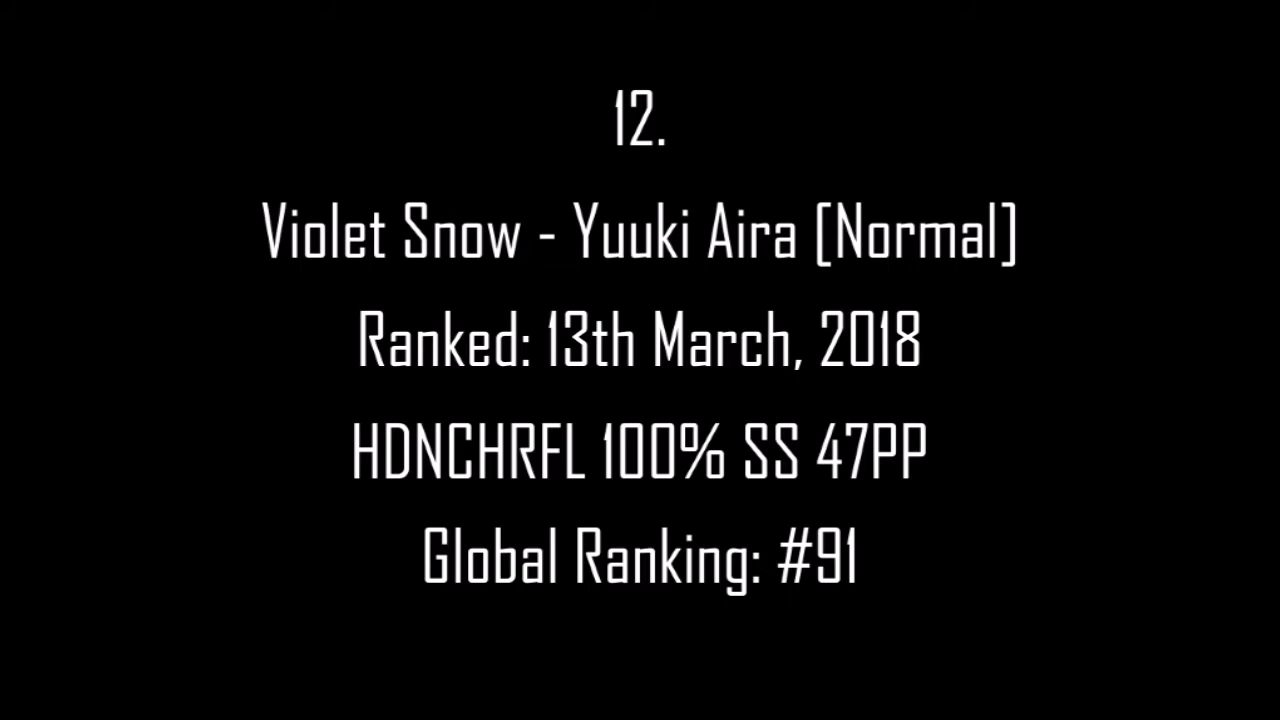 12.
Violet Snow - Yuuki Aira [Normal]
Ranked: 13th March, 2018
HDNCHRFL 100% SS 47PP
Global Ranking: #91